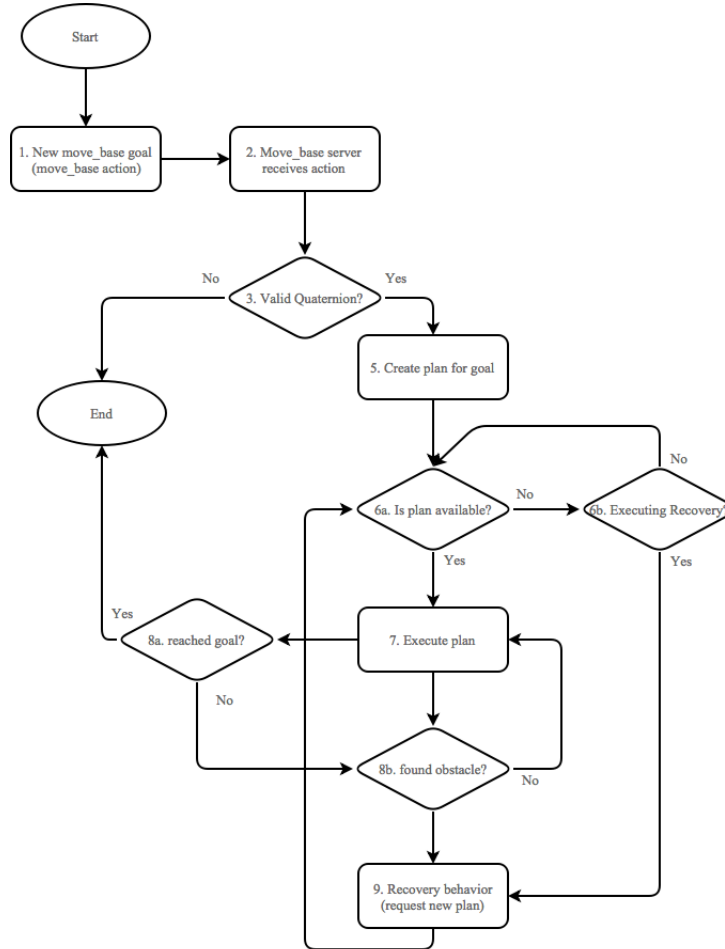 Start
1. New move_base goal
(move_base action)
2. Move_base server
receives action
No
Yes
3. Valid Quaternion?
5. Create plan for goal
End
No
No
6a. Is plan available?
6b. Executing Recovery?
Yes
Yes
Yes
8a. reached goal?
7. Execute plan
No
8b. found obstacle?
No
9. Recovery behavior
(request new plan)